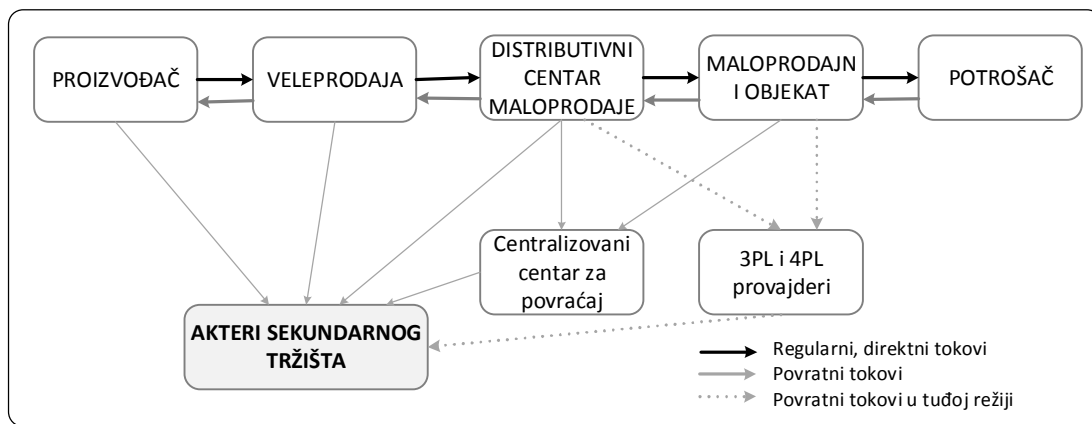 PROIZVOĐAČ
VELEPRODAJA
DISTRIBUTIVNI
CENTAR
MALOPRODAJE
MALOPRODAJN
I OBJEKAT
POTROŠAČ
Centralizovani
centar za
povraćaj
3PL i 4PL
provajderi
AKTERI SEKUNDARNOG
TRŽIŠTA
Regularni, direktni tokovi
Povratni tokovi
Povratni tokovi u tuđoj režiji